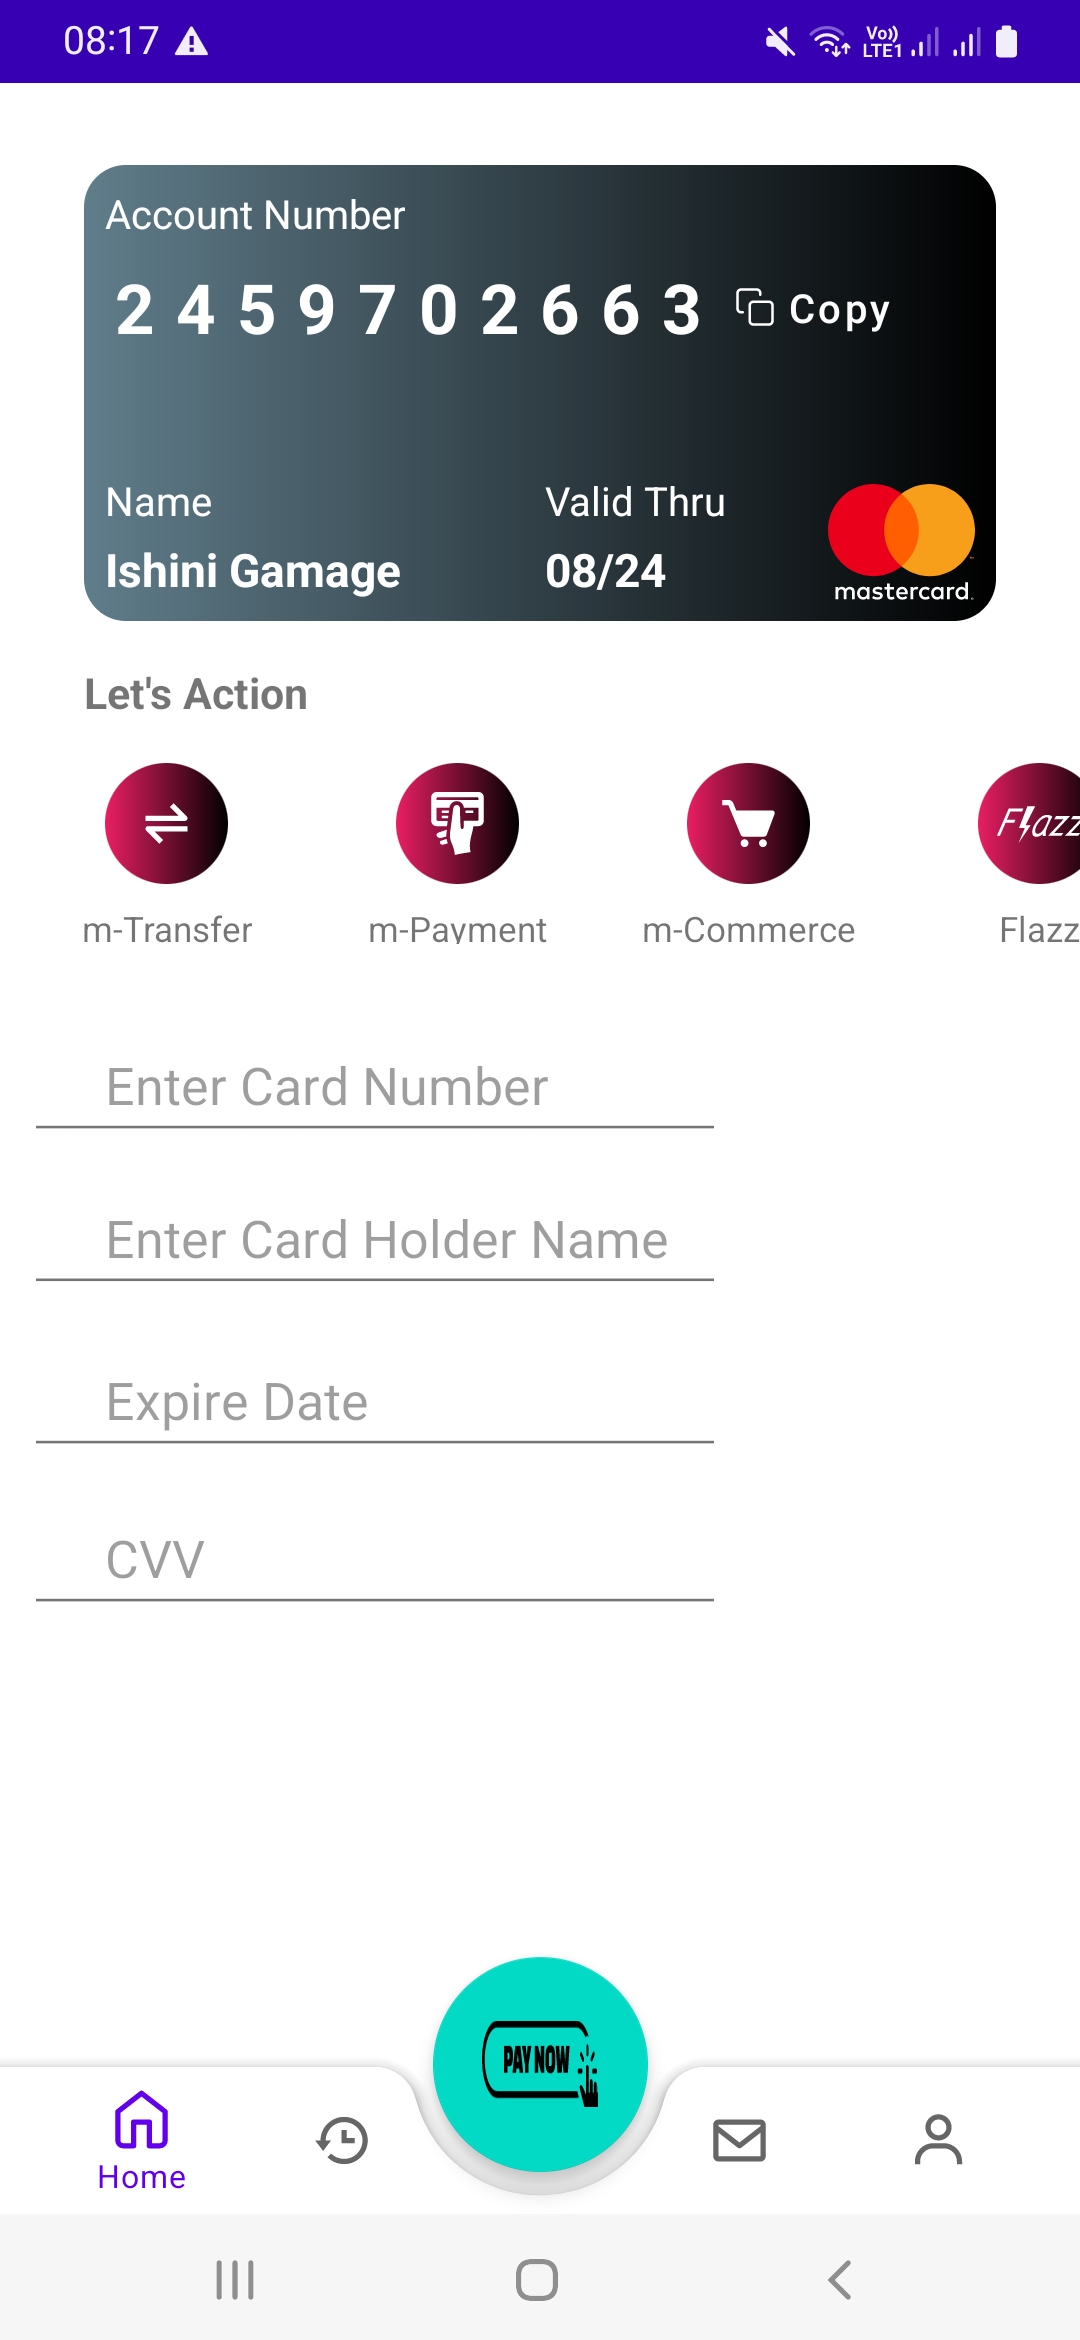 08:17
Vo))
LTE1
Account Number
2 4 5 9 7 0 2 6 6 3 Copy
Name Valid Thru
Ishini Gamage 08/24
mastercard.
Let's Action
Flazz
m-Transfer m-Payment m-Commerce Flazz
Enter Card Number
Enter Card Holder Name
Expire Date
CVV
PAY NOW
Home